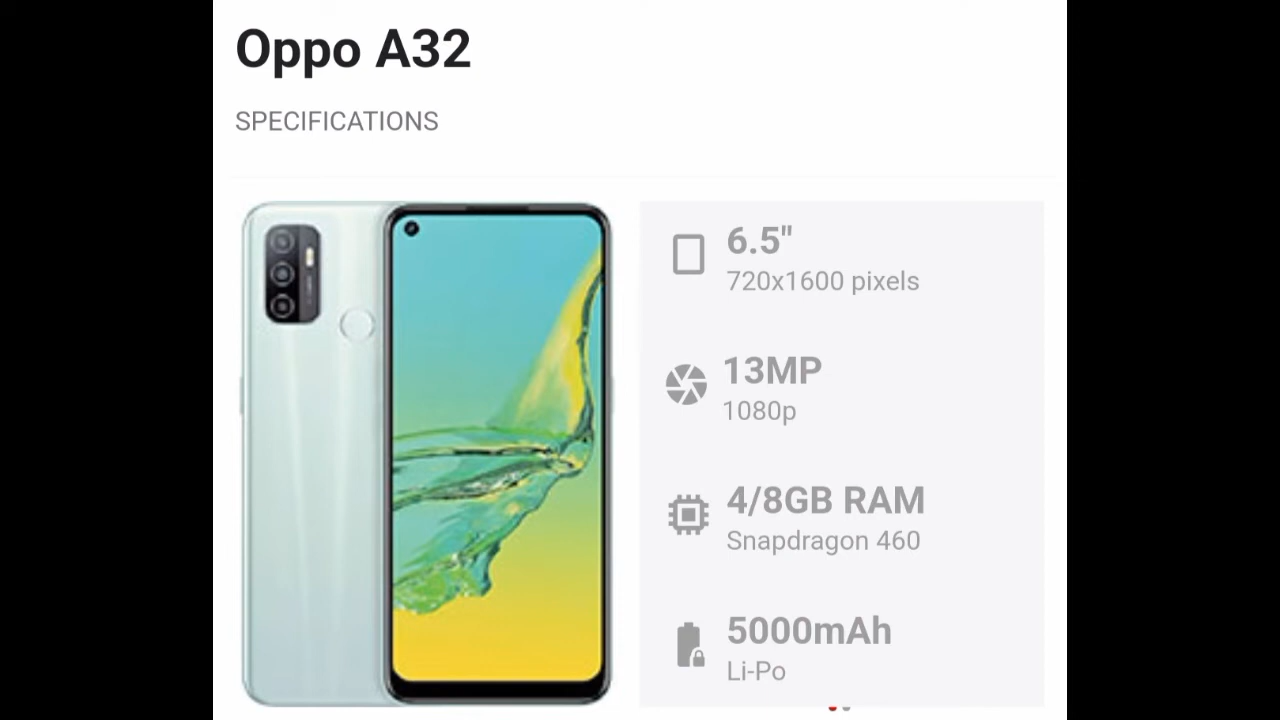 Oppo A32
SPECIFICATIONS
6.5"
720x1600 pixels
13MP
1080p
4/8GB RAM
Snapdragon 460
5000mAh
Li-Po